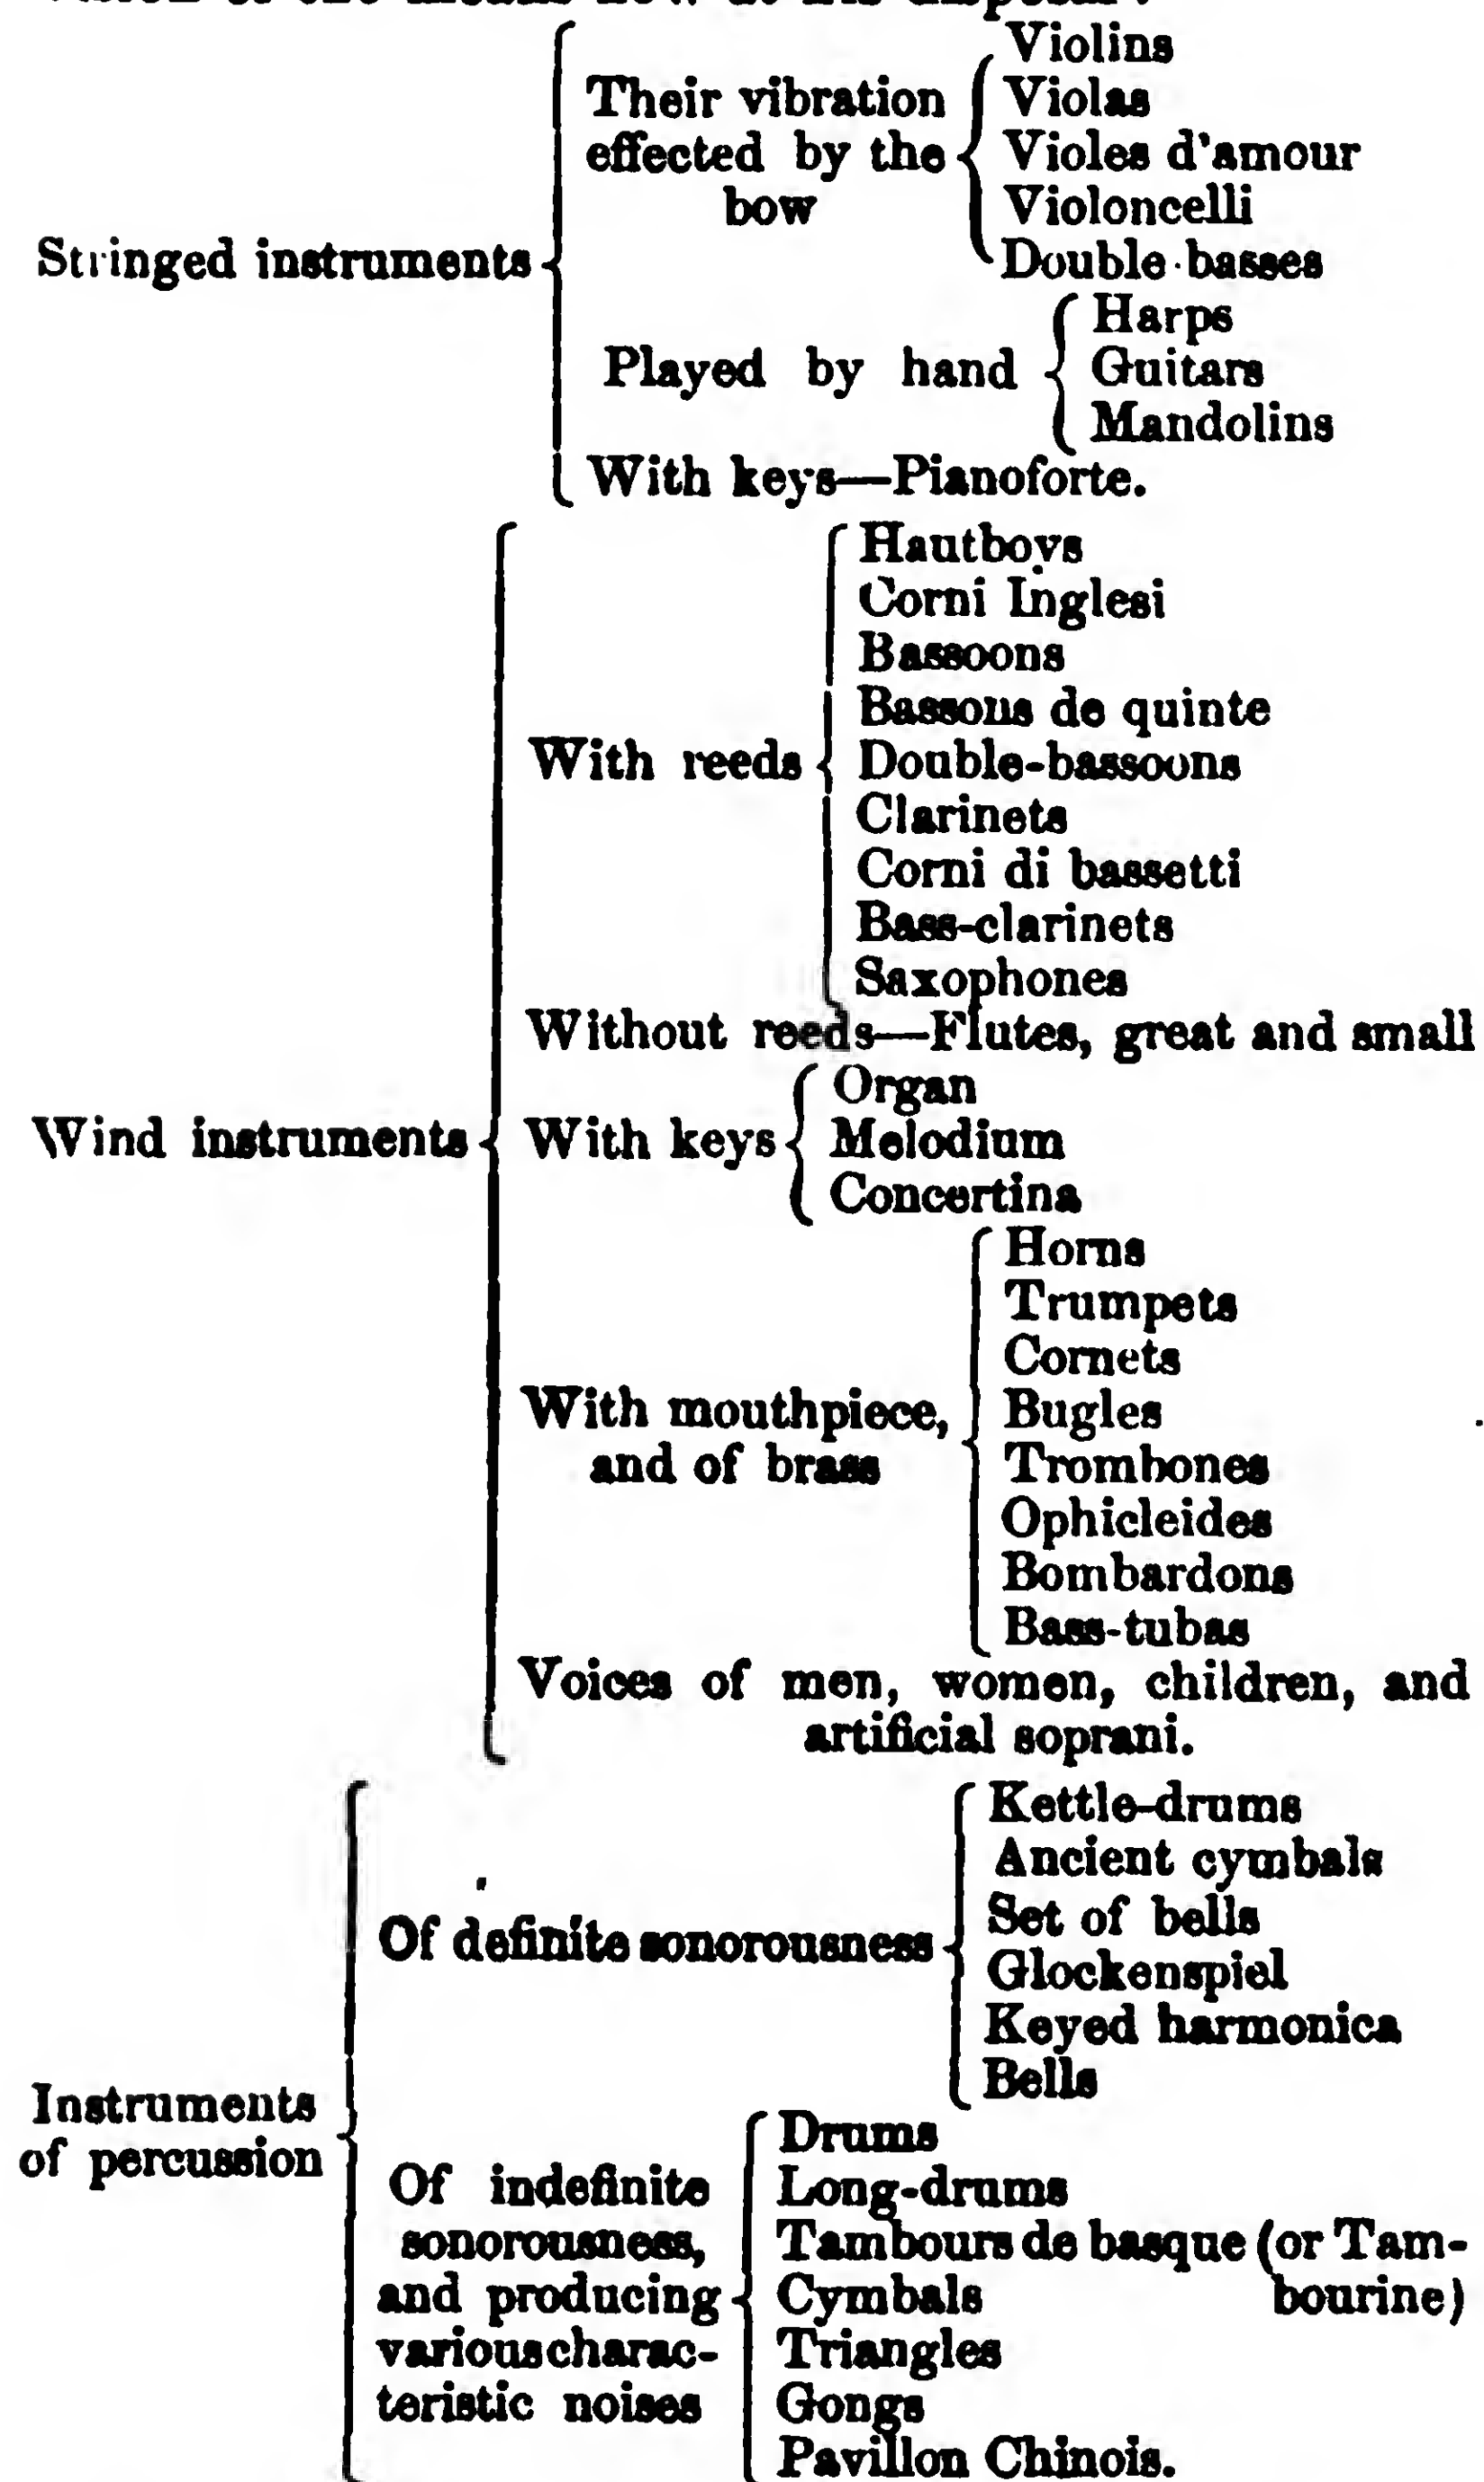 Violins
Their vibration effected by the bow
Violas
Violes d'amour
Violoncelli
Double basses
Stringed instruments
Played by hand
Harps
Guitars
Mandolins
With keys—Pianoforte.
With reeds
Hautboys
Corni Inglesi
Bassoons
Bassons de quinte
Double-bassoons
Clarinets
Corni di bassetti
Bass-clarinets
Saxophones
Without reeds—Flutes, great and small
Wind instruments
With keys
Organ
Melodium
Concertina
With mouthpiece,
and of brass
Horns
Trumpets
Cornets
Bugles
Trombones
Ophicleides
Bombardons
Bass-tubas
Voices of men, women, children, and
artificial soprani.
Instruments
of percussion
Of definite sonorousness
Kettle-drums
Ancient cymbals
Set of bells
Glockenspiel
Keyed harmonica
Bells
Of indefinite
sonorousness,
and producing
various charac-
teristic noises
Drums
Long-drums
Tambours de basque (or Tam-
bourine)
Cymbals
Triangles
Gongs
Pavillon Chinois.